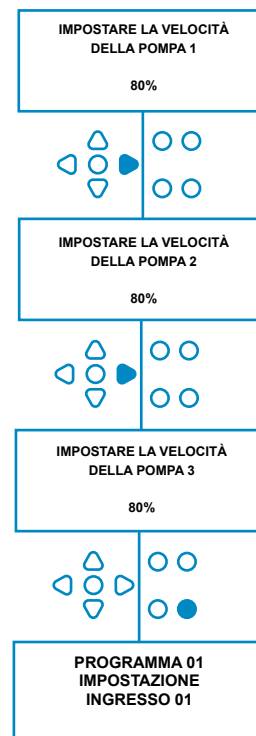 IMPOSTARE LA VELOCITÀ
DELLA POMPA 1
80%
IMPOSTARE LA VELOCITÀ
DELLA POMPA 2
80%
IMPOSTARE LA VELOCITÀ
DELLA POMPA 3
80%
PROGRAMMA 01
IMPOSTAZIONE
INGRESSO 01